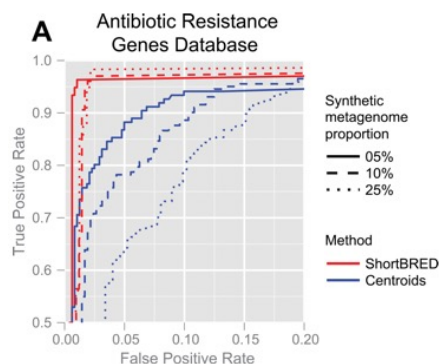 A
Antibiotic Resistance
Genes Database
1.0
0.9
0.8
0.7
0.6
0.5
True Positive Rate
0.00
0.05
0.10
0.15
0.20
False Positive Rate
Synthetic
metagenome
proportion
05%
10%
25%
Method
ShortBRED
Centroids